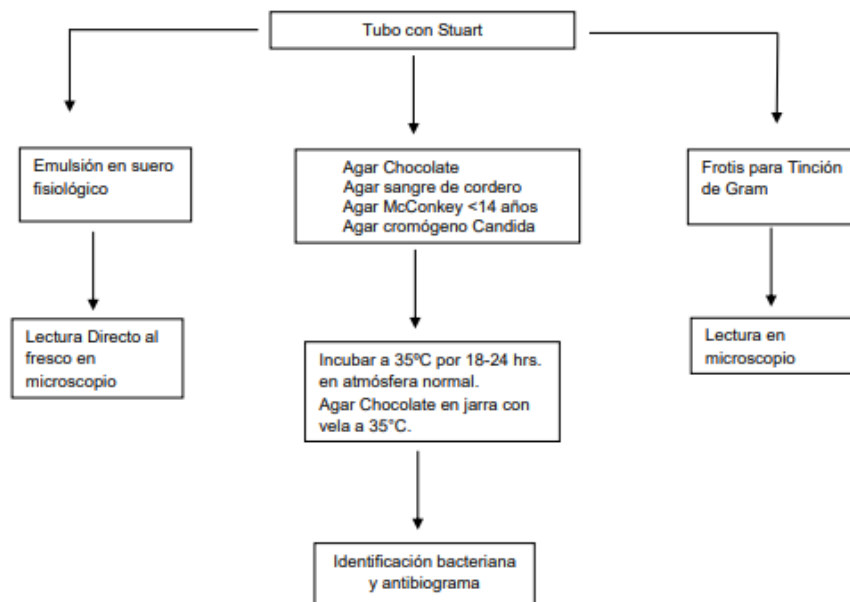 Tubo con Stuart
Emulsión en suero
fisiológico
Agar Chocolate
Agar sangre de cordero
Agar McConkey <14 años
Agar cromógeno Candida
Frotis para Tinción
de Gram
Lectura Directo al
fresco en
microscopio
Incubar a 35ºC por 18-24 hrs.
en atmósfera normal.
Agar Chocolate en jarra con
vela a 35°C.
Lectura en
microscopio
Identificación bacteriana
y antibiograma